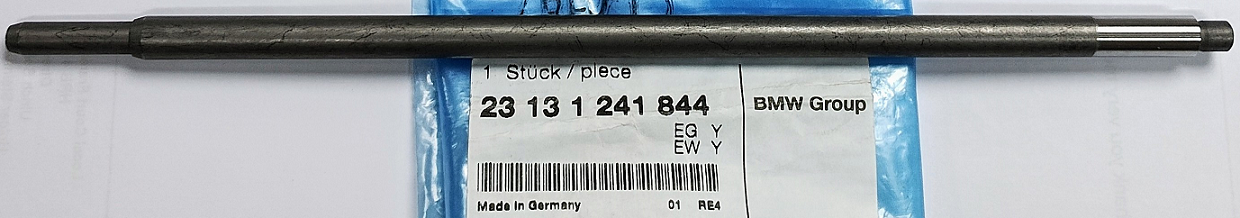 1 Stück / piece
23 13 1 241 844
BMW Group
EG Y
EW Y
Made in Germany 01 RE4